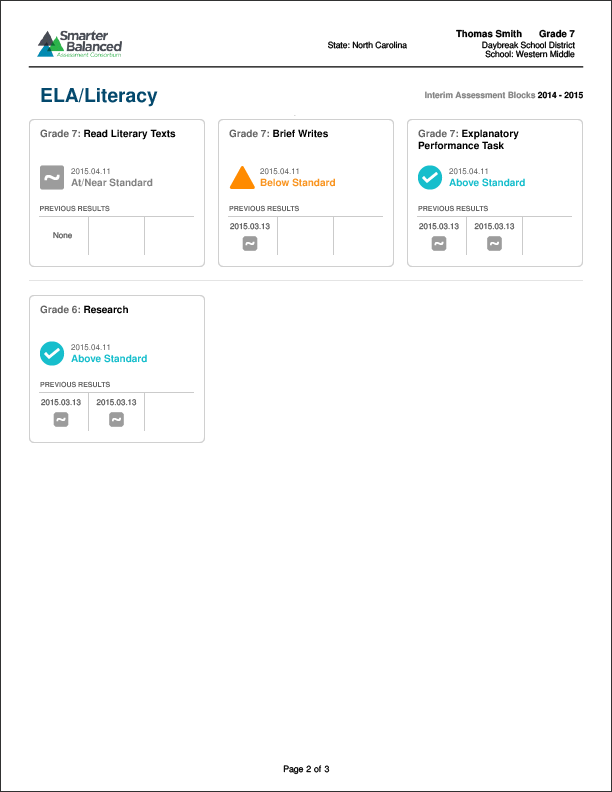 Smarter
Balanced
Assessment Consortium
State: North Carolina
Thomas Smith Grade 7
Daybreak School District
School: Western Middle
ELA/Literacy
Interim Assessment Blocks 2014 - 2015
Grade 7: Read Literary Texts
2015.04.11
At/Near Standard
PREVIOUS RESULTS
None
Grade 7: Brief Writes
2015.04.11
Below Standard
PREVIOUS RESULTS
2015.03.13
Grade 7: Explanatory
Performance Task
2015.04.11
Above Standard
PREVIOUS RESULTS
2015.03.13 2015.03.13
Grade 6: Research
2015.04.11
Above Standard
PREVIOUS RESULTS
2015.03.13 2015.03.13
Page 2 of 3